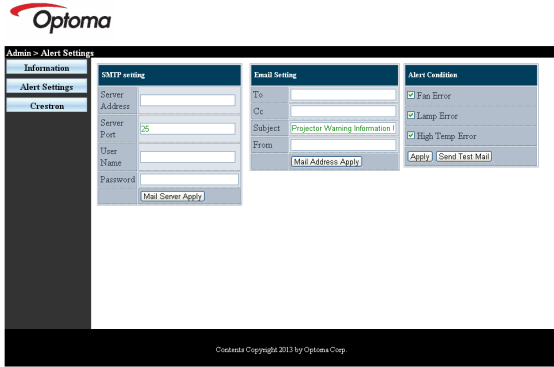 Optoma
Admin > Alert Settings
Information
Alert Settings
Crestron
SMTP setting
Server Address
Server Port
25
User Name
Password
Mail Server Apply
Email Setting
To
Cc
Subject
Projector Warning Information
From
Mail Address Apply
Alert Condition
Fan Error
Lamp Error
High Temp Error
Apply
Send Test Mail
Contents Copyright 2013 by Optoma Corp.